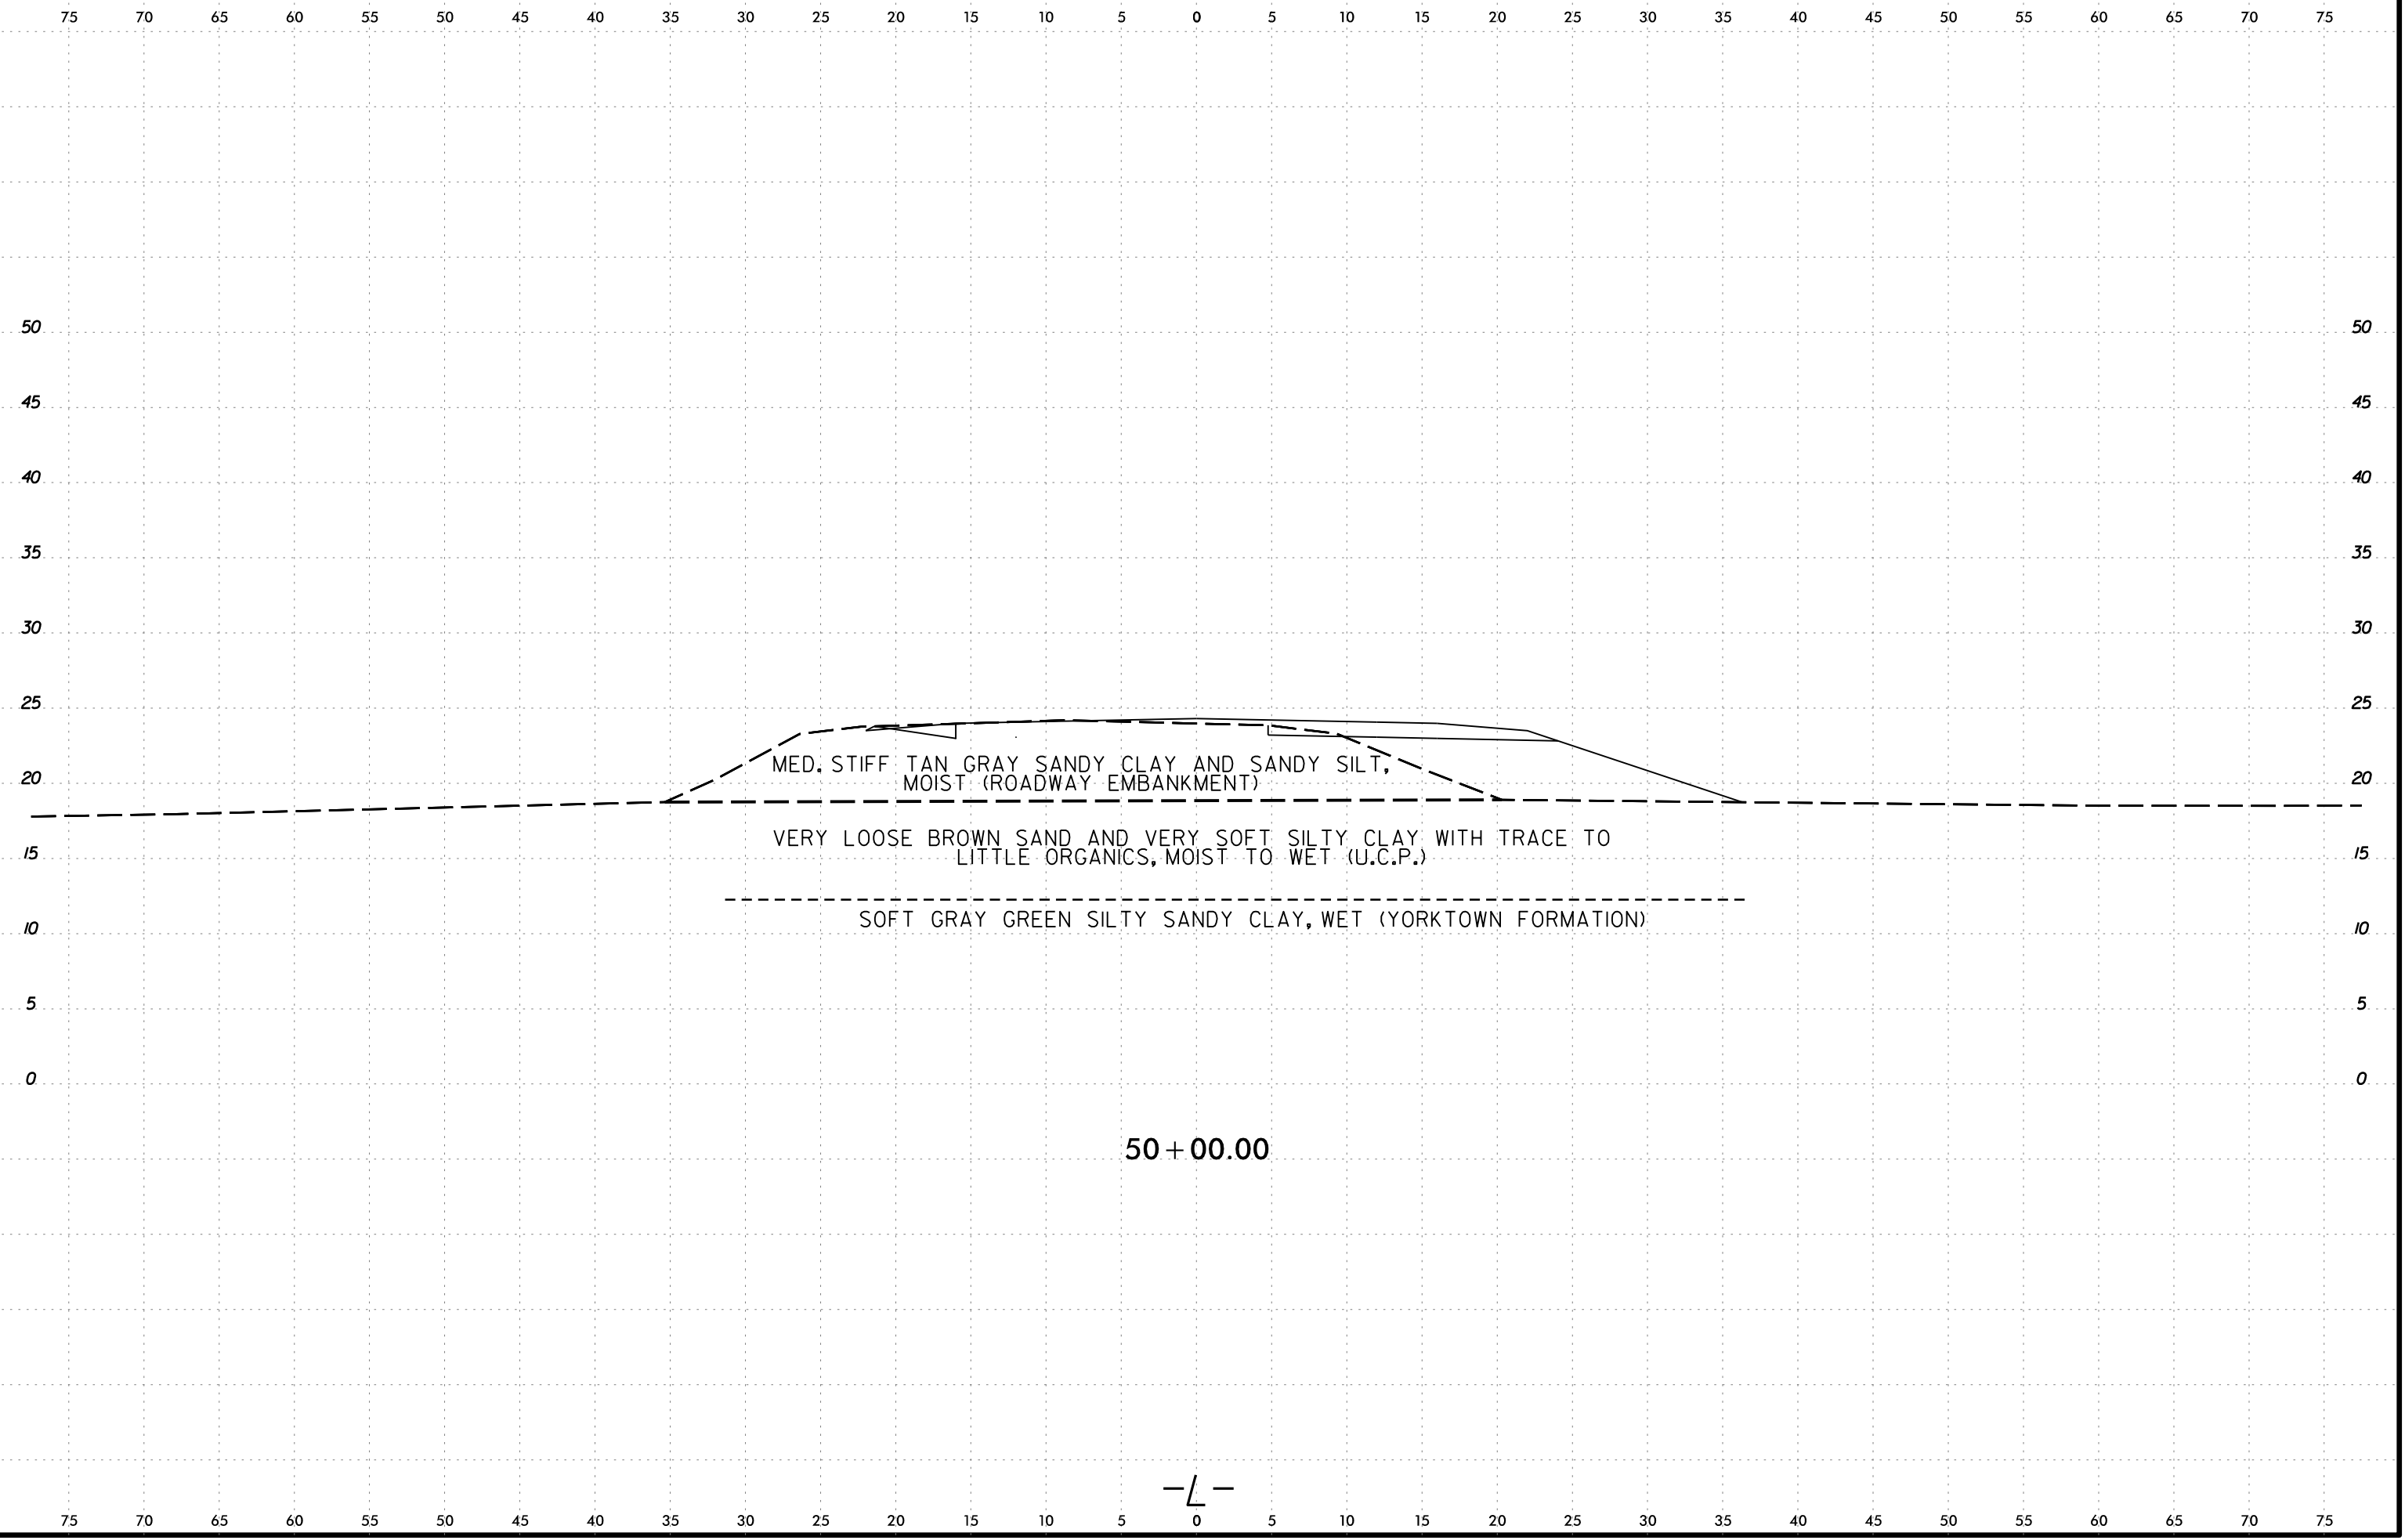 75 70 65 60 55 50 45 40 35 30 25 20 15 10 5 0 5 10 15 20 25 30 35 40 45 50 55 60 65 70 75
50 50
45 45
40 40
35 35
30 30
25 25
MED. STIFF TAN GRAY SANDY CLAY AND SANDY SILT,
20 MOIST (ROADWAY EMBANKMENT) 20
VERY LOOSE BROWN SAND AND VERY SOFT SILTY CLAY WITH TRACE TO
15 LITTLE ORGANICS, MOIST TO WET (U.C.P.) 15
SOFT GRAY GREEN SILTY SANDY CLAY, WET (YORKTOWN FORMATION)
10 10
5 5
0 0
50+00.00
-L-
75 70 65 60 55 50 45 40 35 30 25 20 15 10 5 0 5 10 15 20 25 30 35 40 45 50 55 60 65 70 75